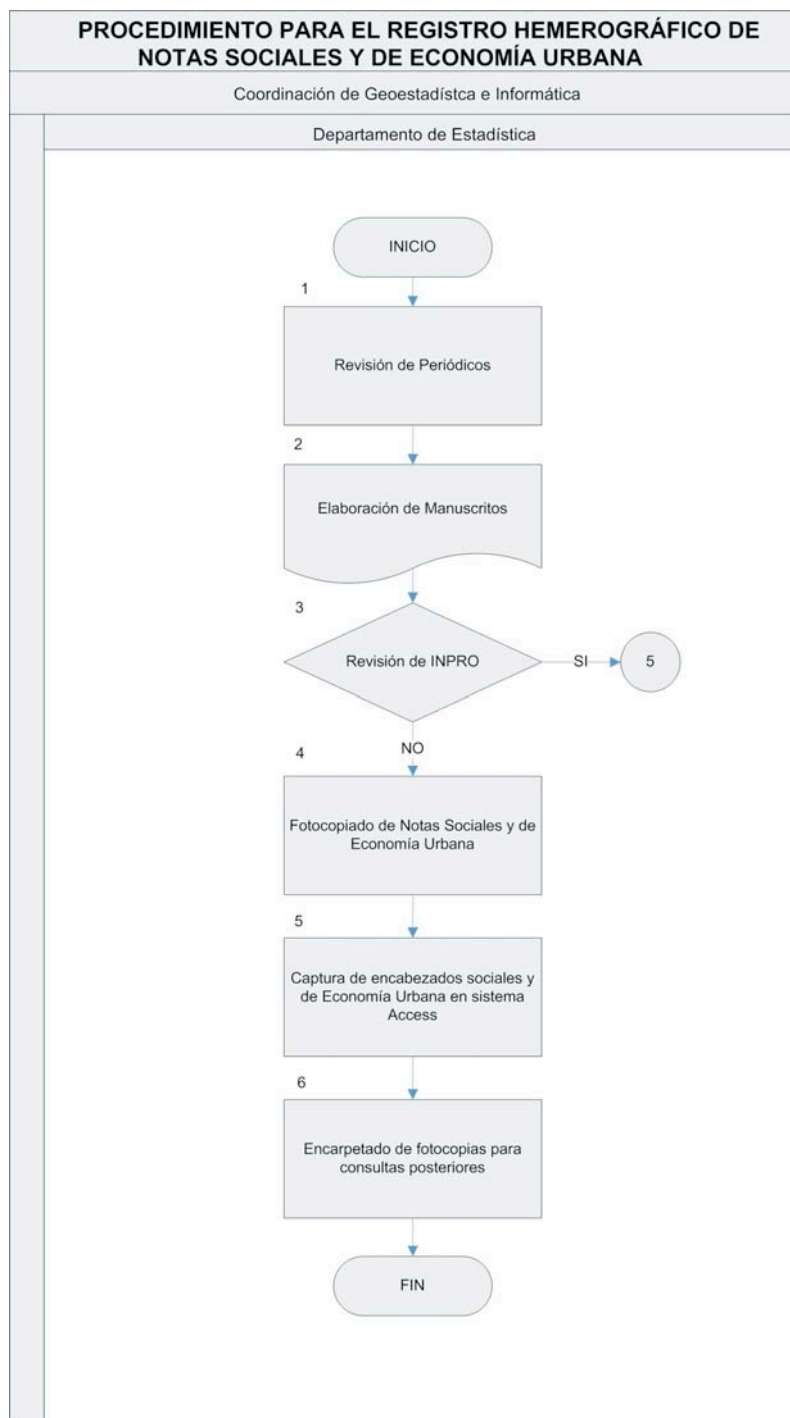 PROCEDIMIENTO PARA EL REGISTRO HEMEROGRÁFICO DE
NOTAS SOCIALES Y DE ECONOMÍA URBANA
Coordinación de Geoestadístca e Informática
Departamento de Estadística
INICIO
1
Revisión de Periódicos
2
Elaboración de Manuscritos
3
Revisión de INPRO
SI
5
NO
4
Fotocopiado de Notas Sociales y de
Economía Urbana
5
Captura de encabezados sociales y
de Economía Urbana en sistema
Access
6
Encarpetado de fotocopias para
consultas posteriores
FIN